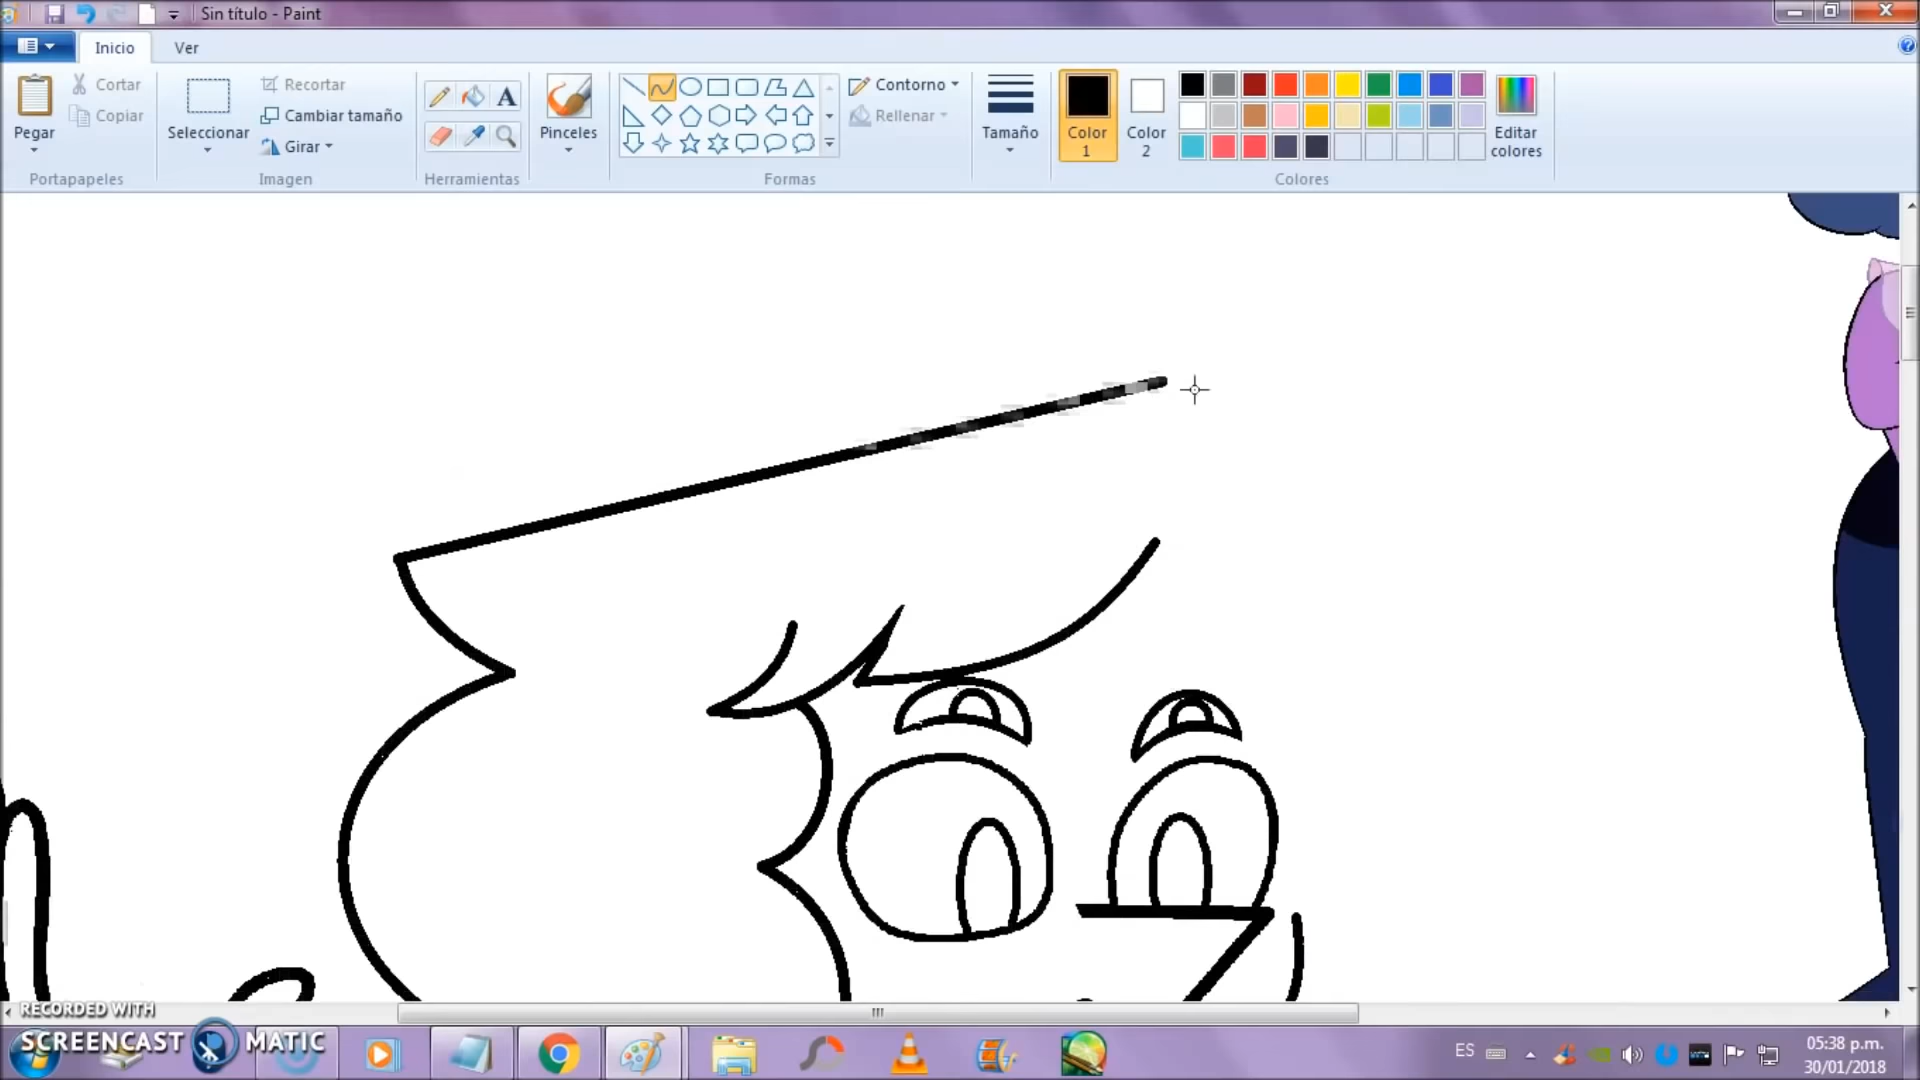 Sin título - Paint
Inicio Ver
Pegar
Cortar
Copiar
Portapapeles
Seleccionar
Recortar
Cambiar tamaño
Girar
Imagen
A
Herramientas
Pinceles
Formas
Contorno
Rellenar
Tamaño
Color 1
Color 2
Editar colores
Colores
RECORDED WITH
SCREENCAST MATIC
ES
05:38 p.m.
30/01/2018